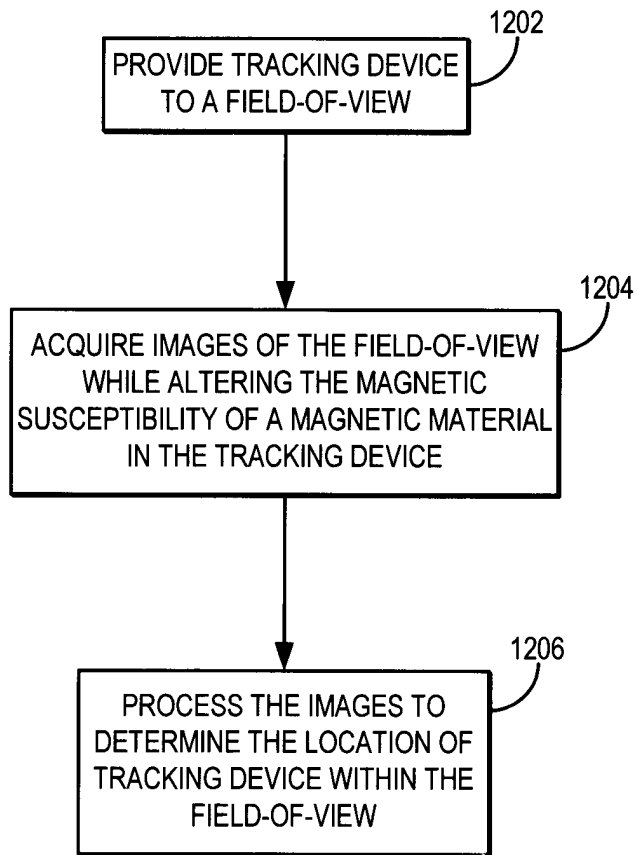 1202
PROVIDE TRACKING DEVICE
TO A FIELD-OF-VIEW
1204
ACQUIRE IMAGES OF THE FIELD-OF-VIEW
WHILE ALTERING THE MAGNETIC
SUSCEPTIBILITY OF A MAGNETIC MATERIAL
IN THE TRACKING DEVICE
1206
PROCESS THE IMAGES TO
DETERMINE THE LOCATION OF
TRACKING DEVICE WITHIN THE
FIELD-OF-VIEW